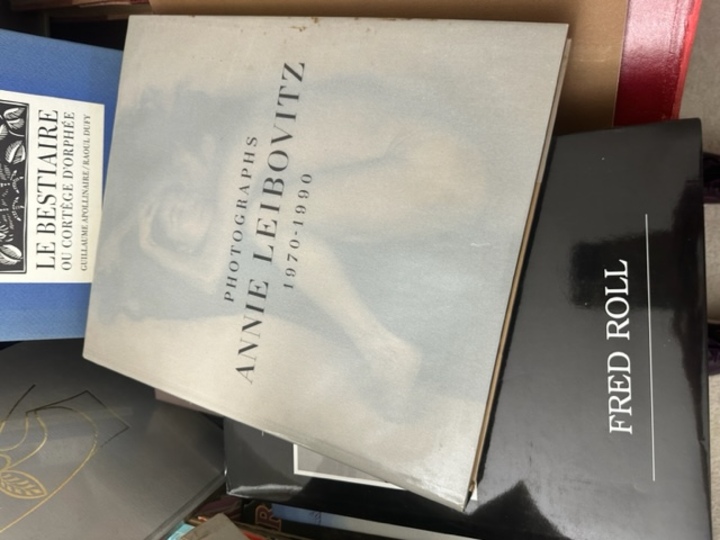 LE BESTIAIRE
OU CORTÈGE D'ORPHÉE
GUILLAUME APOLLINAIRE / RAOUL DUFY
PHOTOGRAPHS
ANNIE LEIBOVITZ
1970-1990
FRED ROLL